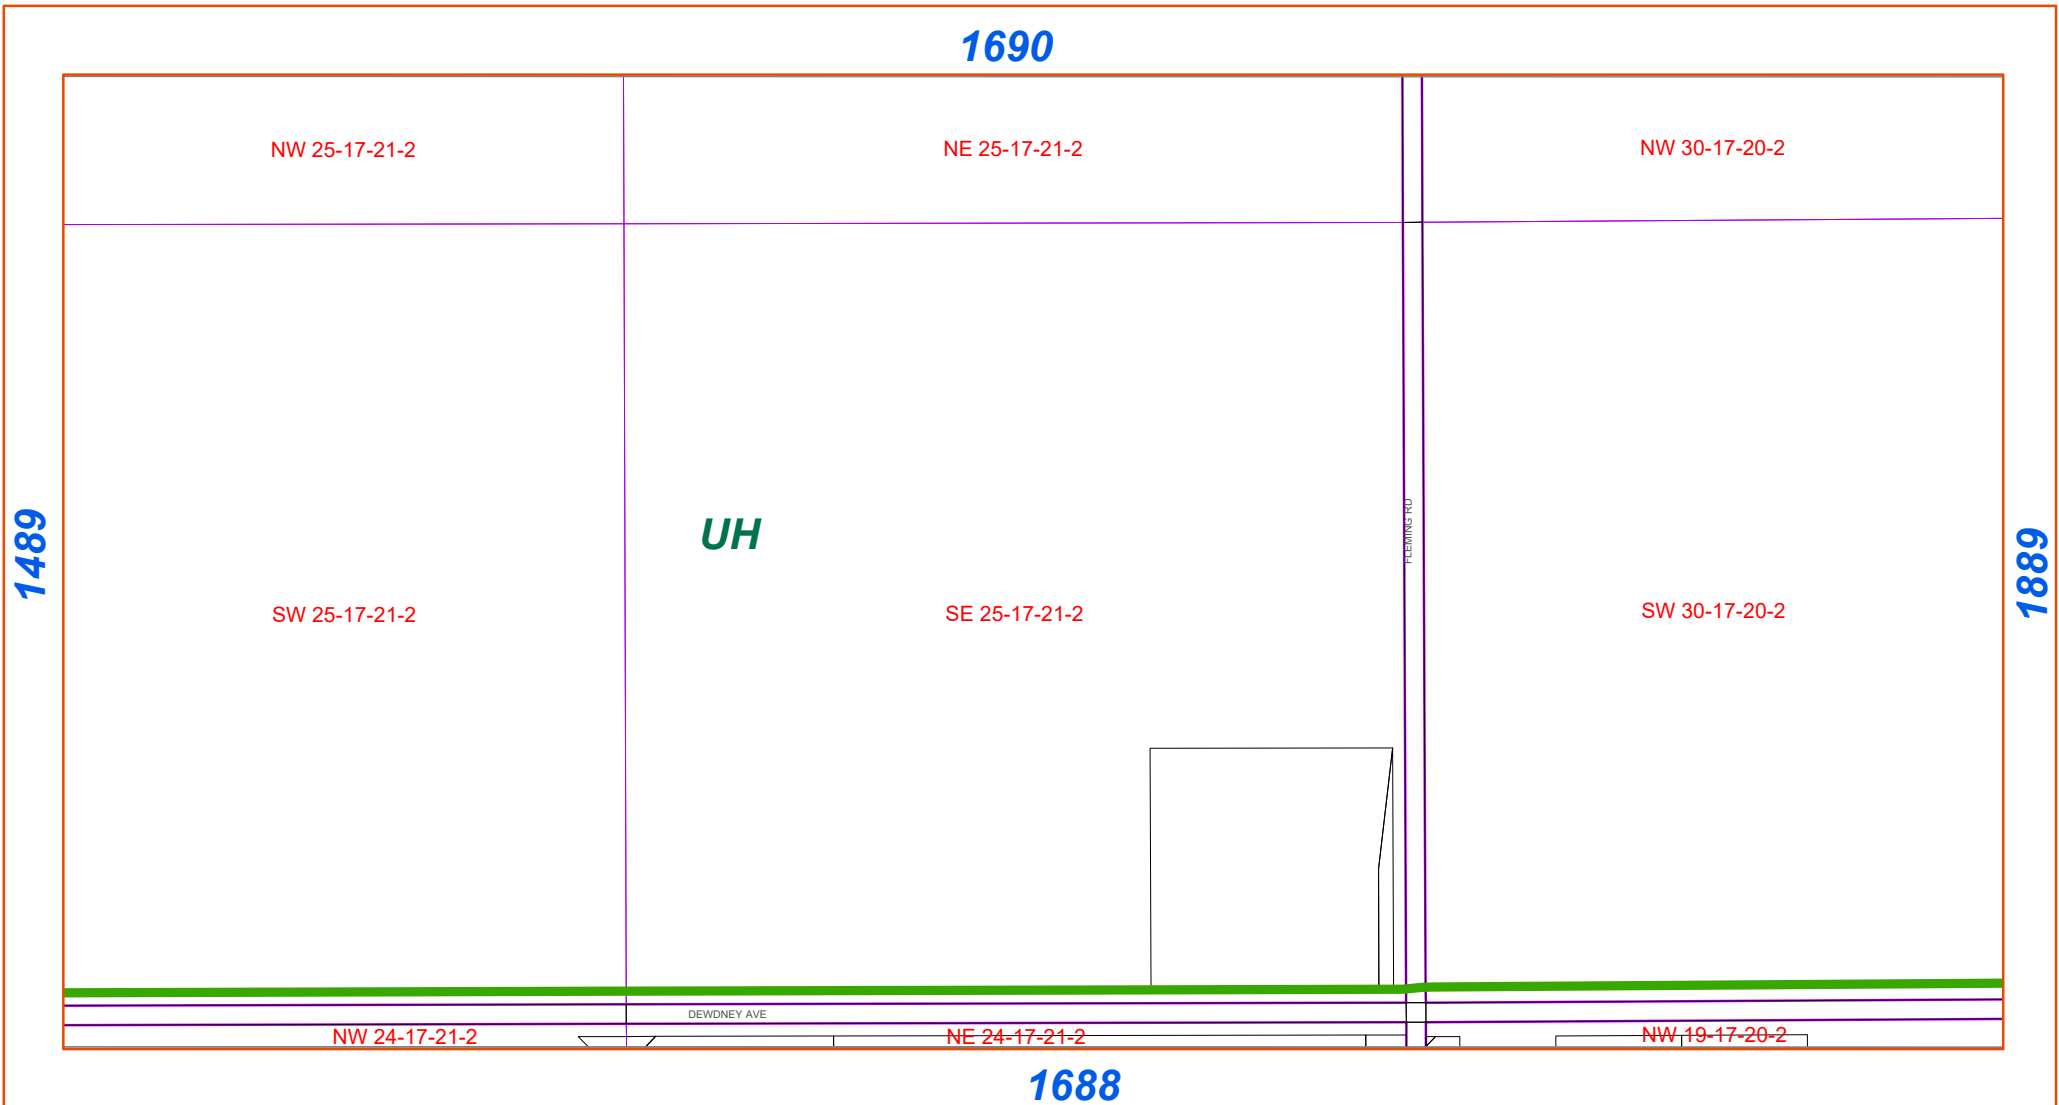 1690
NW 25-17-21-2
NE 25-17-21-2
NW 30-17-20-2
1489
UH
FLEMING RD
1889
SW 25-17-21-2
SE 25-17-21-2
SW 30-17-20-2
DEWDNEY AVE
NW 24-17-21-2
NE 24-17-21-2
NW 19-17-20-2
1688